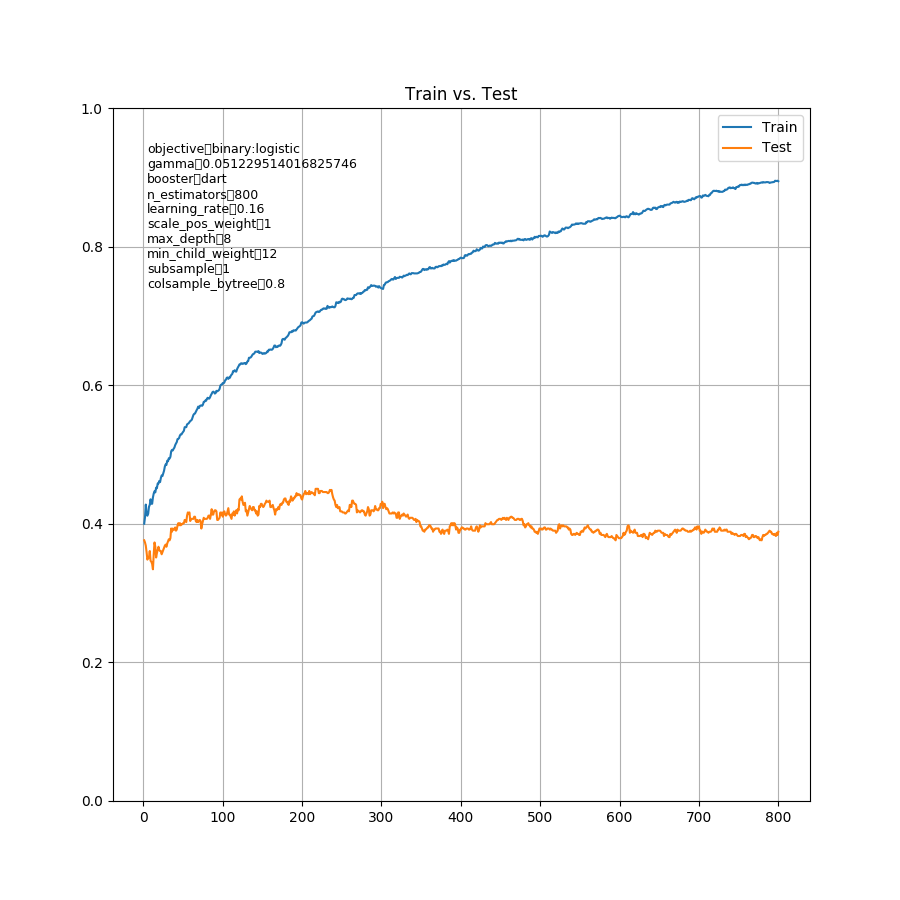 Train vs. Test
1.0
0.8
0.6
0.4
0.2
0.0
objective▯binary:logistic
gamma▯0.051229514016825746
booster▯dart
n_estimators▯800
learning_rate▯0.16
scale_pos_weight▯1
max_depth▯8
min_child_weight▯12
subsample▯1
colsample_bytree▯0.8
Train
Test
0 100 200 300 400 500 600 700 800